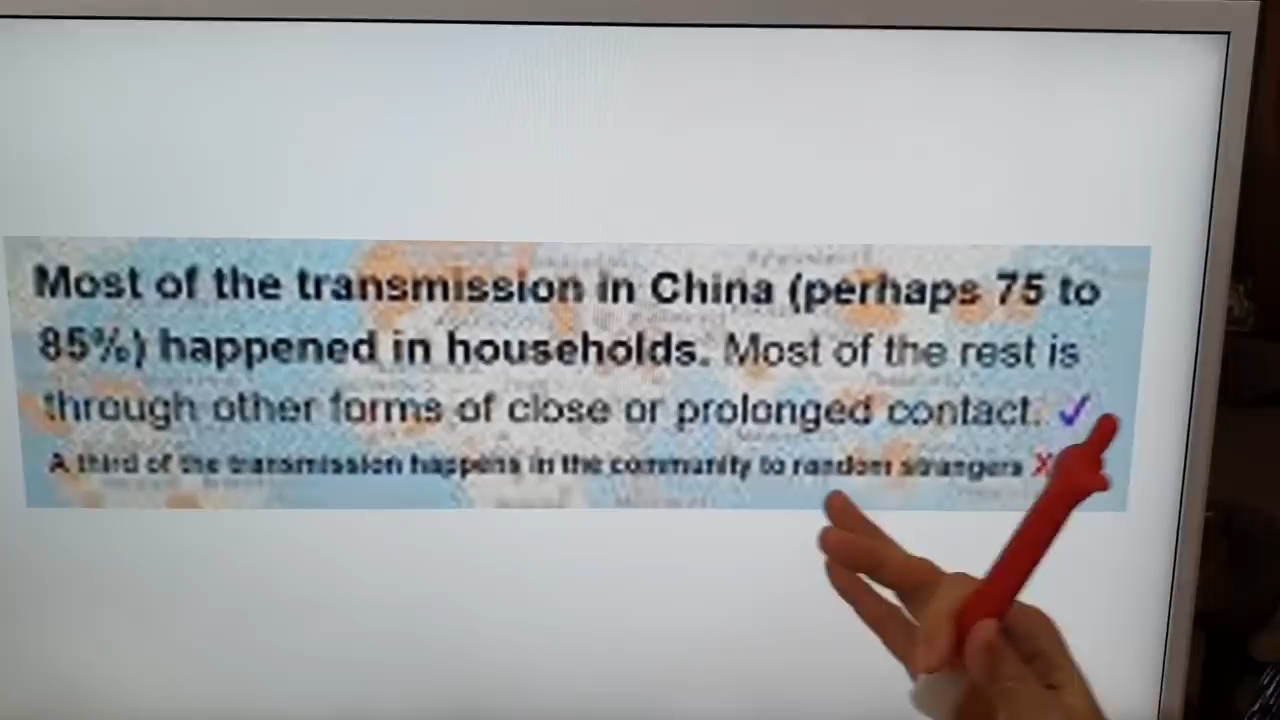 Most of the transmission in China (perhaps 75 to
85%) happened in households. Most of the rest is
through other forms of close or prolonged contact. ✓
A third of the transmission happens in the community to random strangers X